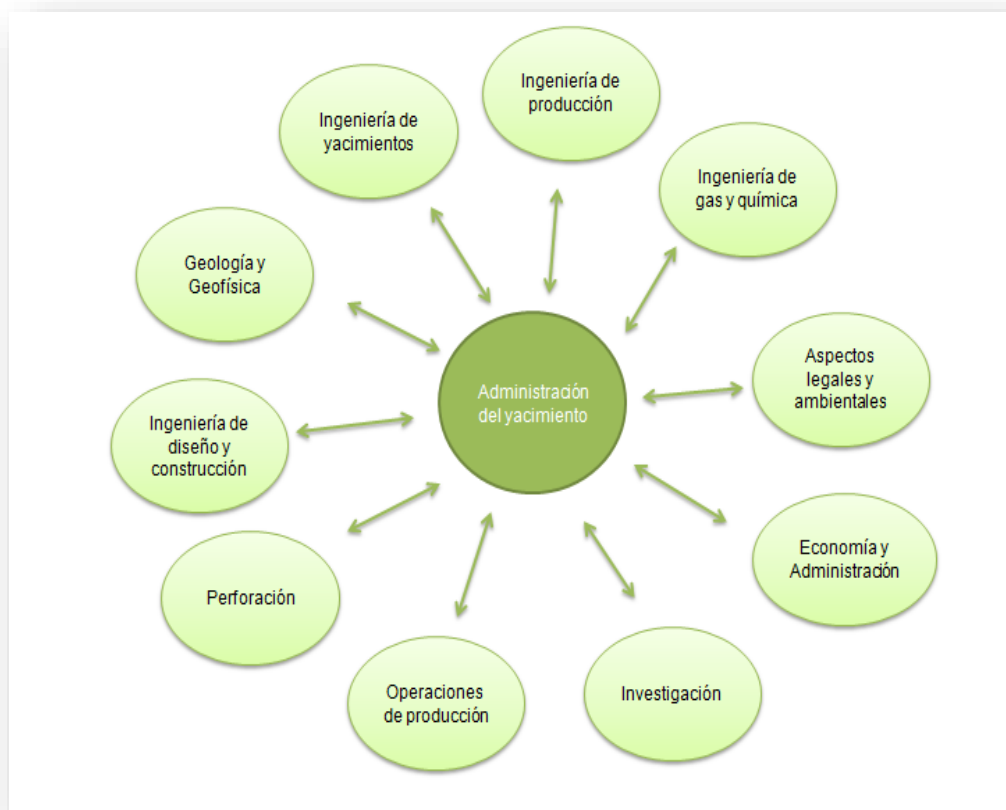 Ingeniería de
producción
Ingeniería de
yacimientos
Ingeniería de
gas y química
Geología y
Geofísica
Aspectos
legales y
ambientales
Administración
del yacimiento
Ingeniería de
diseño y
construcción
Economía y
Administración
Perforación
Operaciones
de producción
Investigación